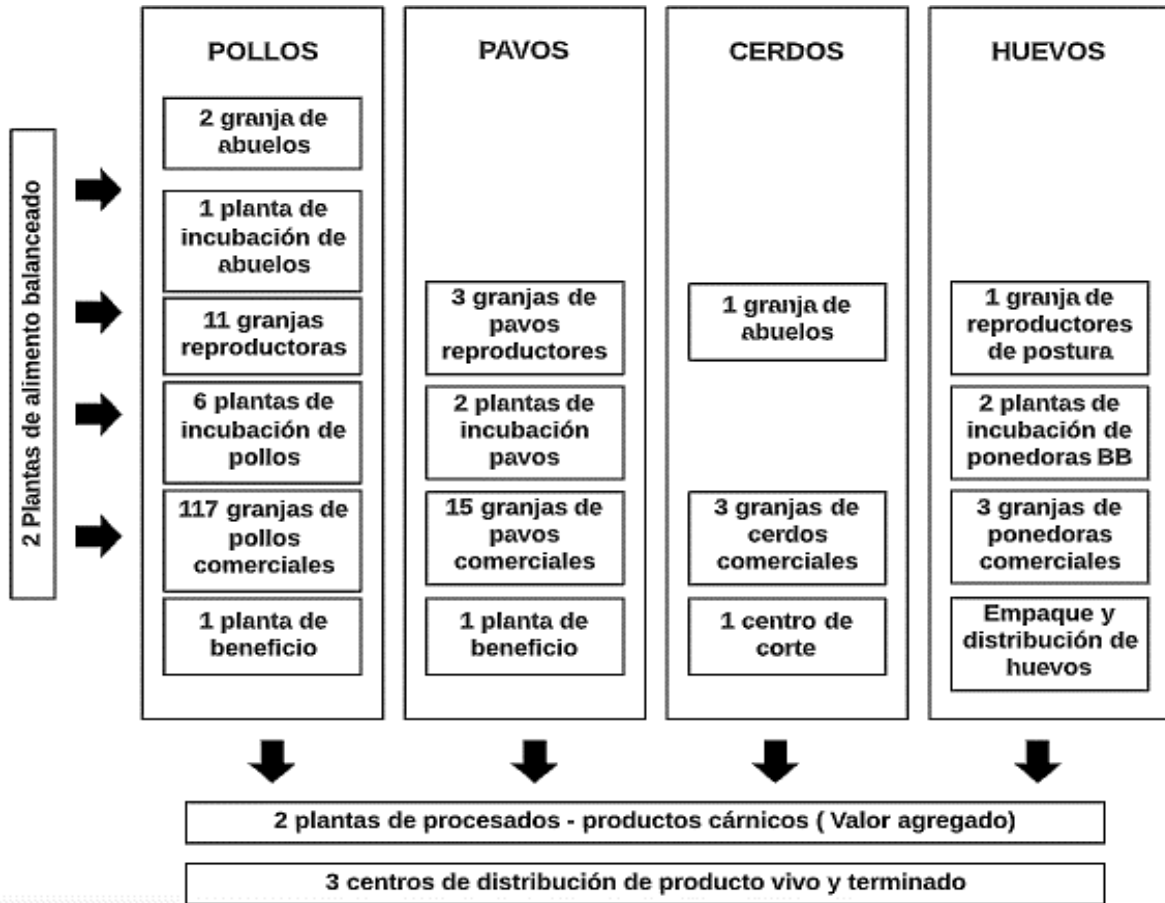 POLLOS
PAVOS
CERDOS
HUEVOS
2 Plantas de alimento balanceado
2 granja de
abuelos
1 planta de
incubación de
abuelos
11 granjas
reproductoras
6 plantas de
incubación de
pollos
117 granjas de
pollos
comerciales
1 planta de
beneficio
3 granjas de
pavos
reproductores
2 plantas de
incubación
pavos
15 granjas de
pavos
comerciales
1 planta de
beneficio
1 granja de
abuelos
3 granjas de
cerdos
comerciales
1 centro de
corte
1 granja de
reproductores
de postura
2 plantas de
incubación de
ponedoras BB
3 granjas de
ponedoras
comerciales
Empaque y
distribución de
huevos
2 plantas de procesados - productos cárnicos ( Valor agregado)
3 centros de distribución de producto vivo y terminado